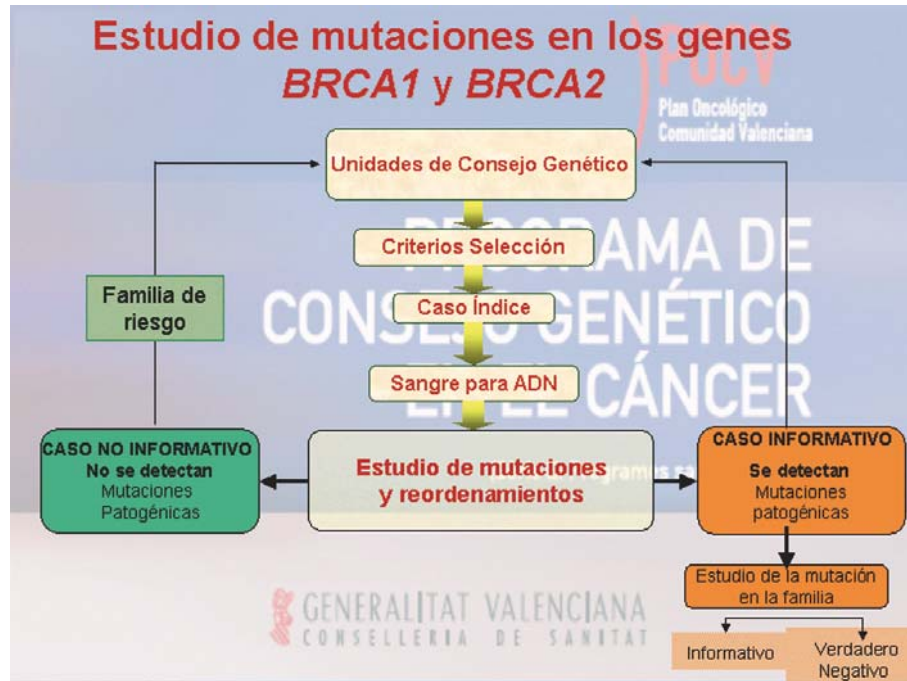 Estudio de mutaciones en los genes
BRCA1 y BRCA2
POCV
Plan Oncológico
Comunidad Valenciana
Unidades de Consejo Genético
Criterios Selección
PROGRAMA DE
CONSEJO GENÉTICO
EN EL CÁNCER
Familia de
riesgo
Caso Índice
Sangre para ADN
CASO NO INFORMATIVO
No se detectan
Mutaciones
Patogénicas
Estudio de mutaciones
y reordenamientos
CASO INFORMATIVO
Se detectan
Mutaciones
patogénicas
Estudio de la mutación
en la familia
Informativo
Verdadero
Negativo
GENERALITAT VALENCIANA
CONSELLERIA DE SANITAT